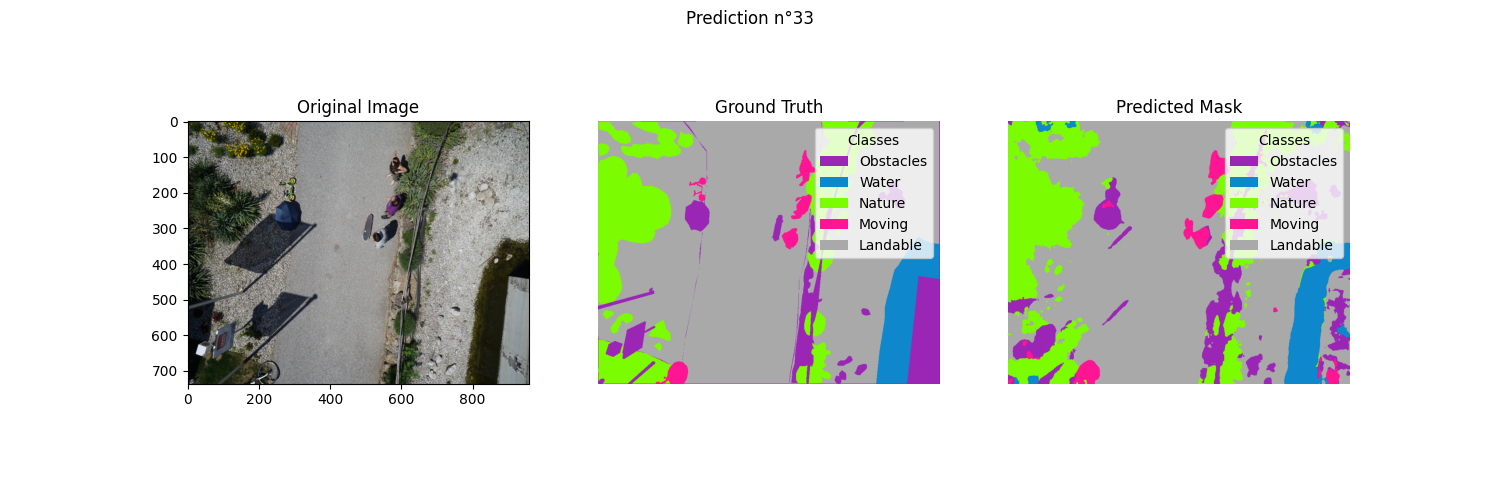 Prediction n°33
Original Image
Ground Truth
Predicted Mask
0
100
200
300
400
500
600
700
0 200 400 600 800
Classes
Obstacles
Water
Nature
Moving
Landable
Classes
Obstacles
Water
Nature
Moving
Landable